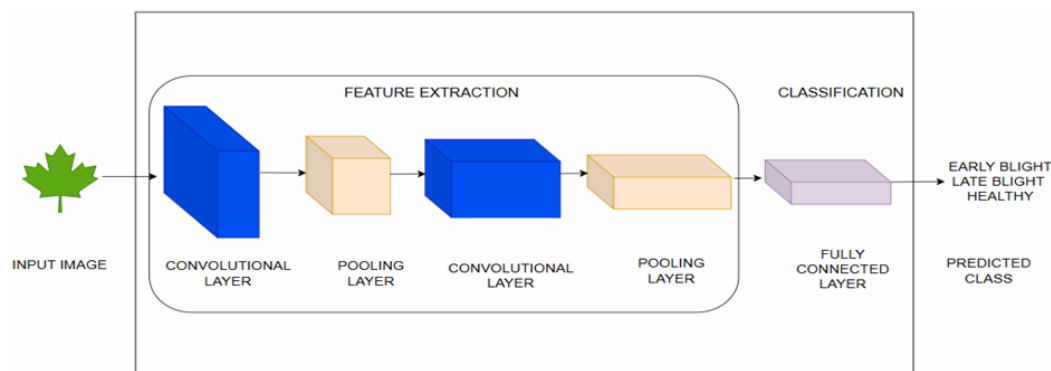 FEATURE EXTRACTION
CLASSIFICATION
EARLY BLIGHT
LATE BLIGHT
HEALTHY
INPUT IMAGE
CONVOLUTIONAL
LAYER
POOLING
LAYER
CONVOLUTIONAL
LAYER
POOLING
LAYER
FULLY
CONNECTED
LAYER
PREDICTED
CLASS